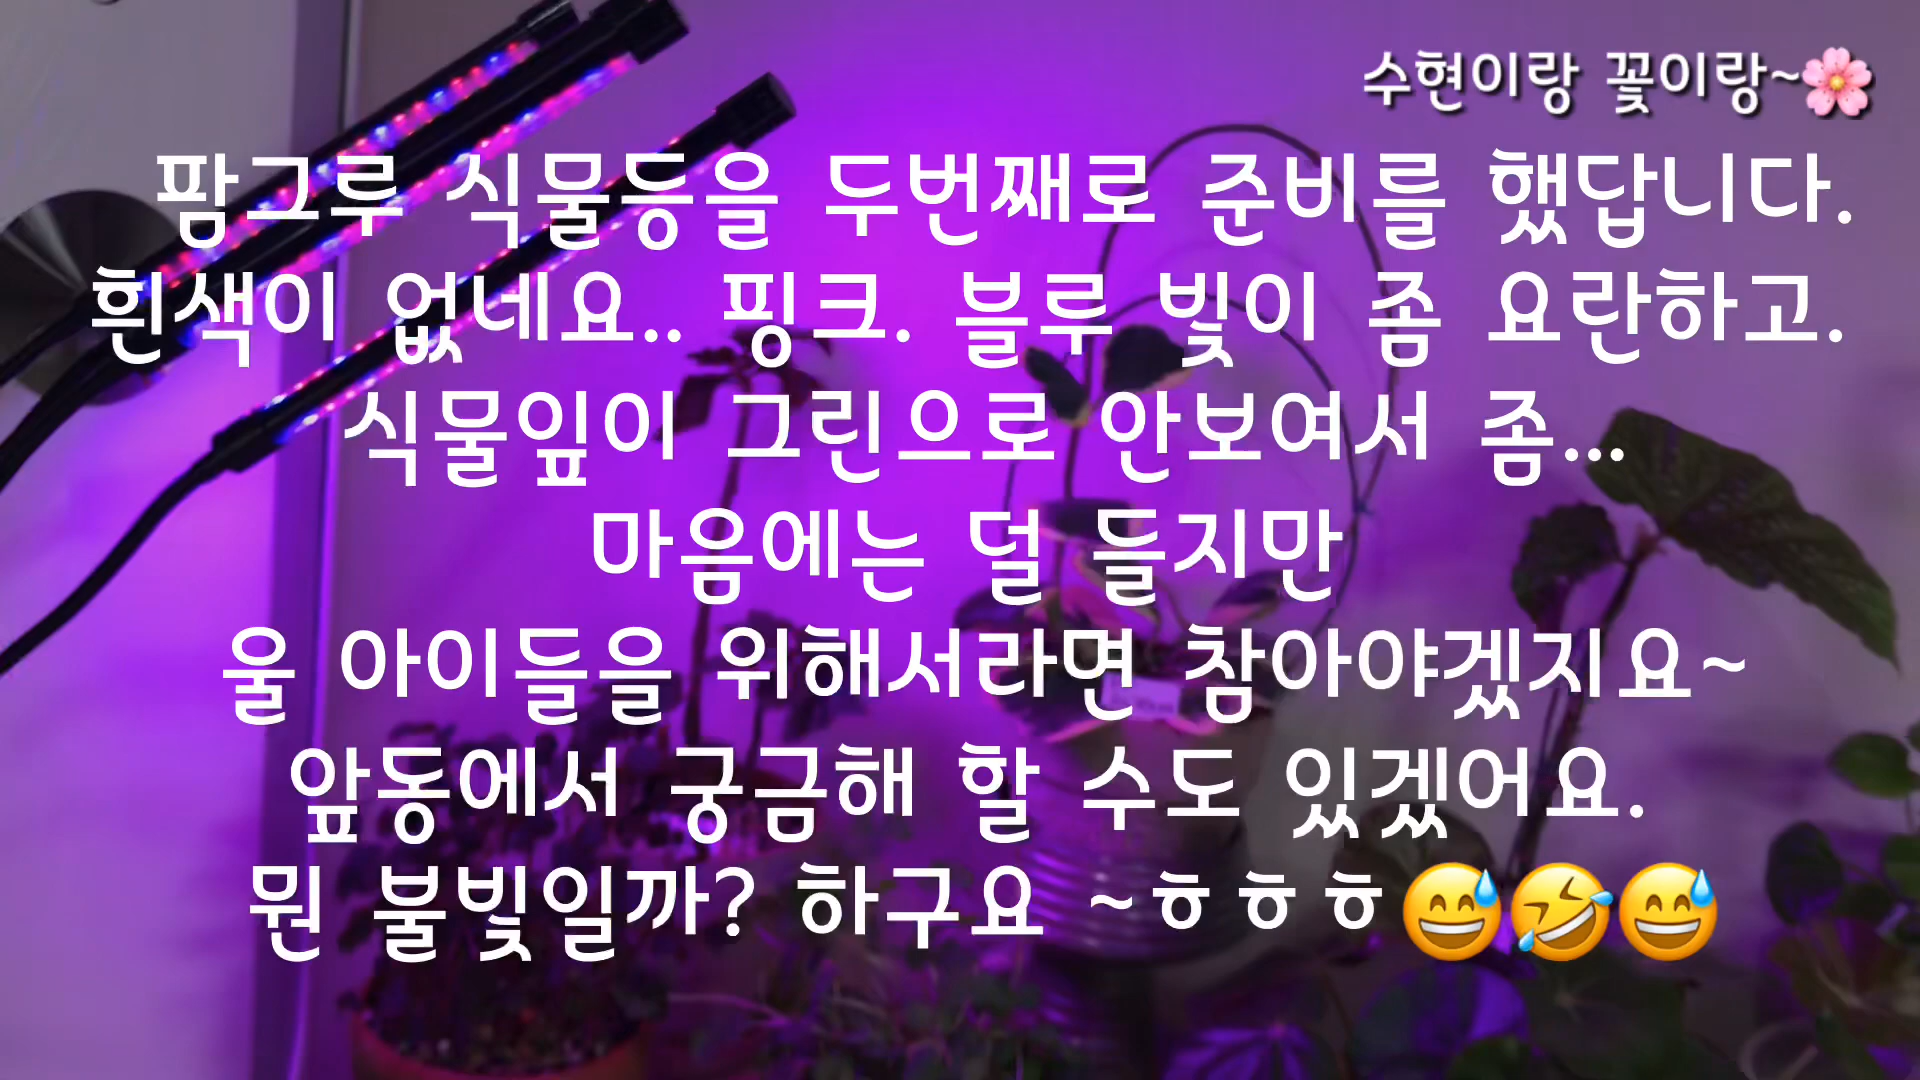 수현이랑 꽃이랑~🌸
팜그루 식물등을 두번째로 준비를 했답니다.
흰색이 없네요.. 핑크. 블루 빛이 좀 요란하고.
식물잎이 그린으로 안보여서 좀...
마음에는 덜 들지만
울 아이들을 위해서라면 참아야겠지요~
앞동에서 궁금해 할 수도 있겠어요.
뭔 불빛일까? 하구요 ~ㅎㅎㅎ😅🤣😅